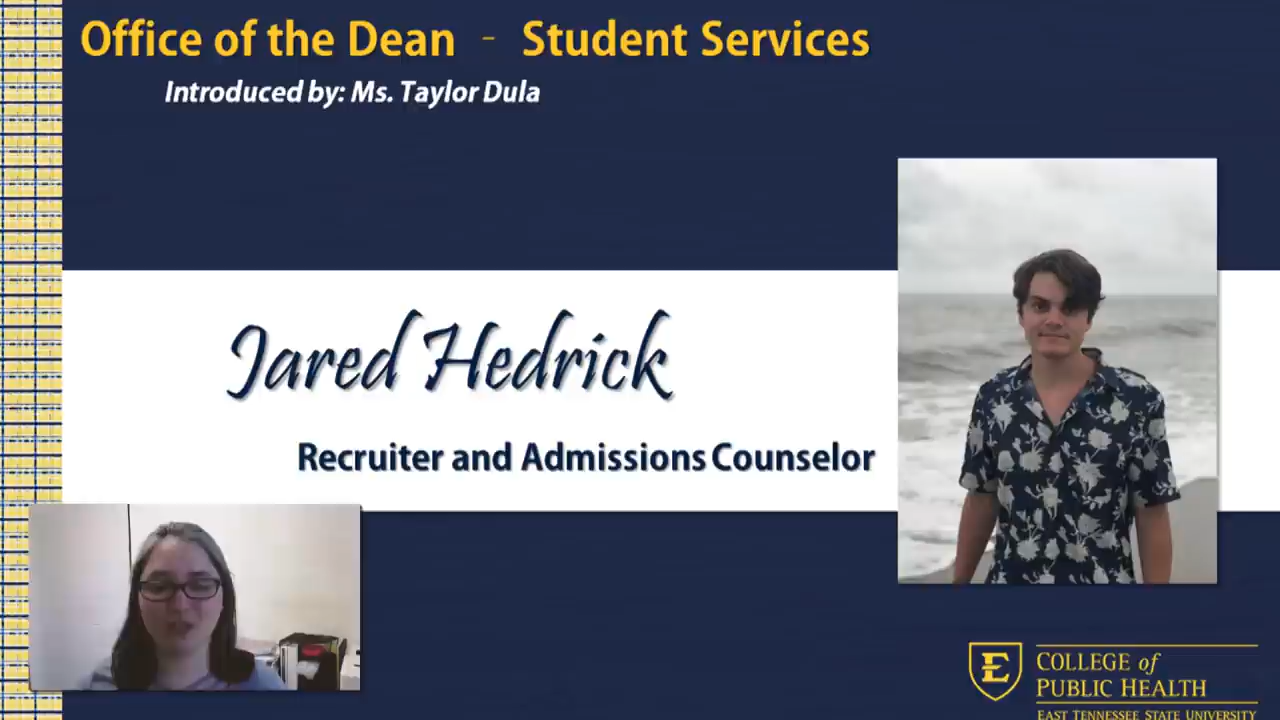 Office of the Dean - Student Services
Introduced by: Ms. Taylor Dula
Jared Hedrick
Recruiter and Admissions Counselor
E
COLLEGE of
PUBLIC HEALTH
EAST TENNESSEE STATE UNIVERSITY